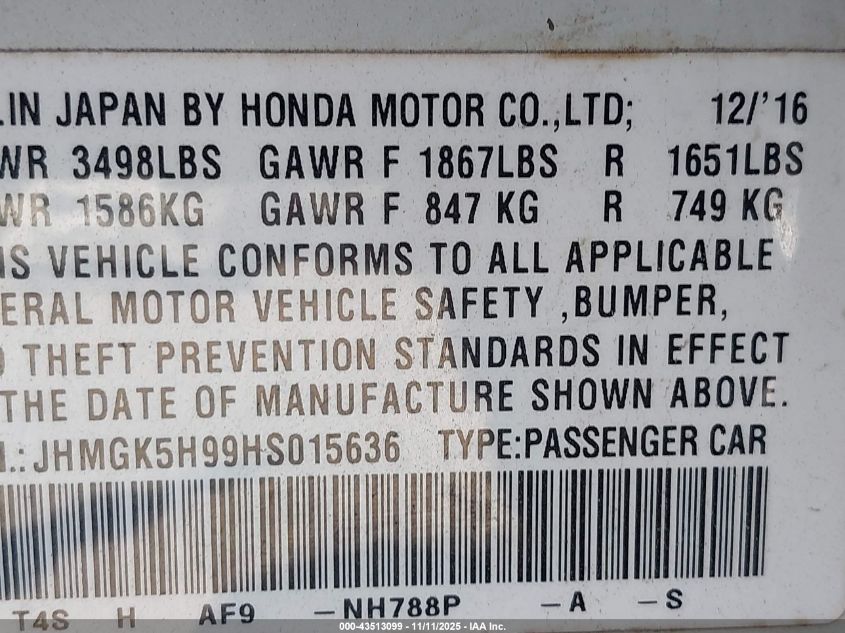 IN JAPAN BY HONDA MOTOR CO.,LTD; 12/'16
WR 3498LBS GAWR F 1867LBS R 1651LBS
WR 1586KG GAWR F 847 KG R 749 KG
IS VEHICLE CONFORMS TO ALL APPLICABLE
ERAL MOTOR VEHICLE SAFETY ,BUMPER,
THEFT PREVENTION STANDARDS IN EFFECT
THE DATE OF MANUFACTURE SHOWN ABOVE.
.: JHMGK5H99HS015636 TYPE:PASSENGER CAR
T4S H AF9 –NH788P –A –S
000-43513099 - 11/11/2025 - IAA Inc.